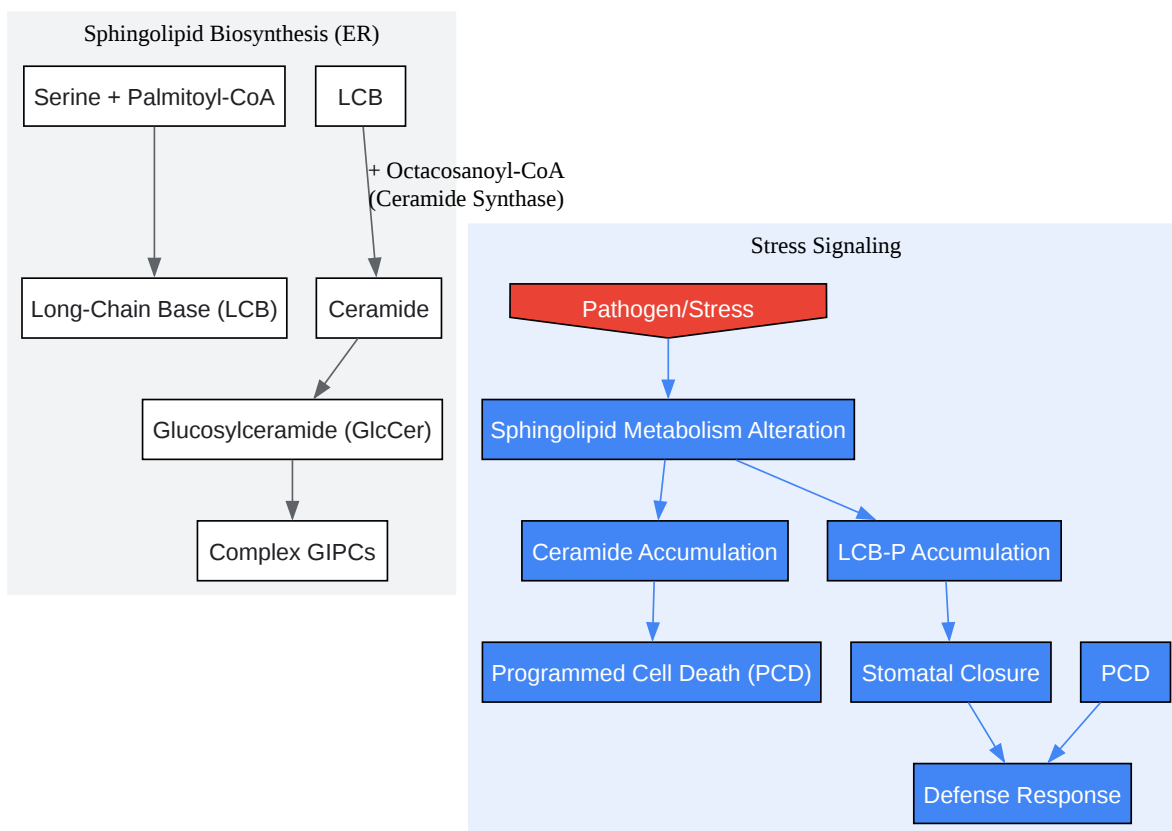 Sphingolipid Biosynthesis (ER)
Serine + Palmitoyl-CoA
LCB
+ Octacosanoyl-CoA
(Ceramide Synthase)
Long-Chain Base (LCB)
Ceramide
Glucosylceramide (GlcCer)
Complex GIPCs
Stress Signaling
Pathogen/Stress
Sphingolipid Metabolism Alteration
Ceramide Accumulation
LCB-P Accumulation
Programmed Cell Death (PCD)
Stomatal Closure
PCD
Defense Response